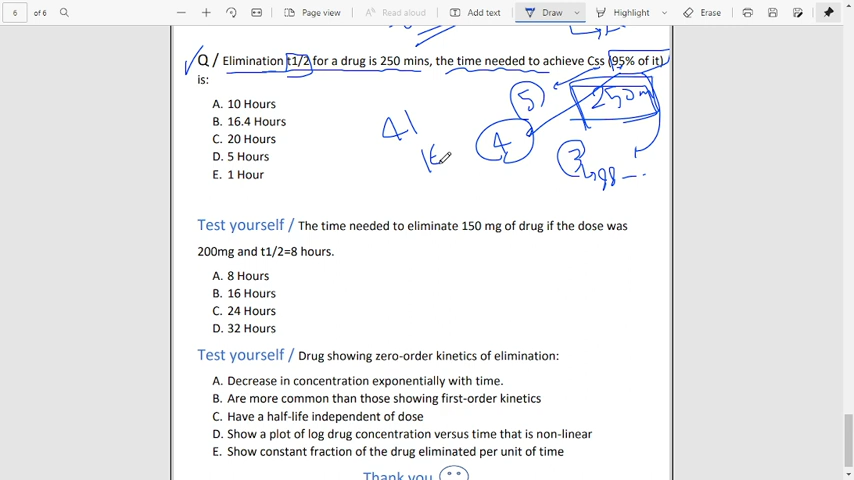 6 of 6 Page view Read aloud Add text Draw Highlight Erase
Q / Elimination t1/2 for a drug is 250 mins, the time needed to achieve Css (95% of it)
is:
5 250 m
A. 10 Hours
B. 16.4 Hours
C. 20 Hours
D. 5 Hours
E. 1 Hour
4
3
Test yourself / The time needed to eliminate 150 mg of drug if the dose was
200mg and t1/2=8 hours.
A. 8 Hours
B. 16 Hours
C. 24 Hours
D. 32 Hours
Test yourself / Drug showing zero-order kinetics of elimination:
A. Decrease in concentration exponentially with time.
B. Are more common than those showing first-order kinetics
C. Have a half-life independent of dose
D. Show a plot of log drug concentration versus time that is non-linear
E. Show constant fraction of the drug eliminated per unit of time
Thank you